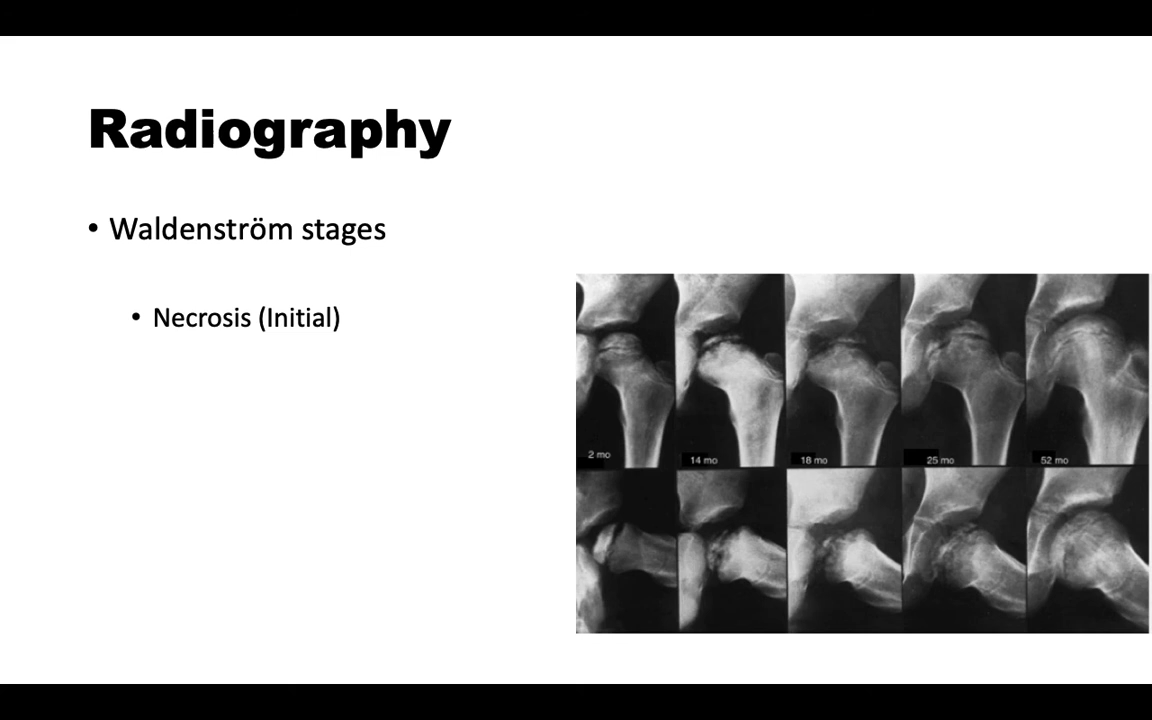 Radiography
• Waldenström stages
• Necrosis (Initial)
2 mo
14 mo
18 mo
25 mo
52 mo